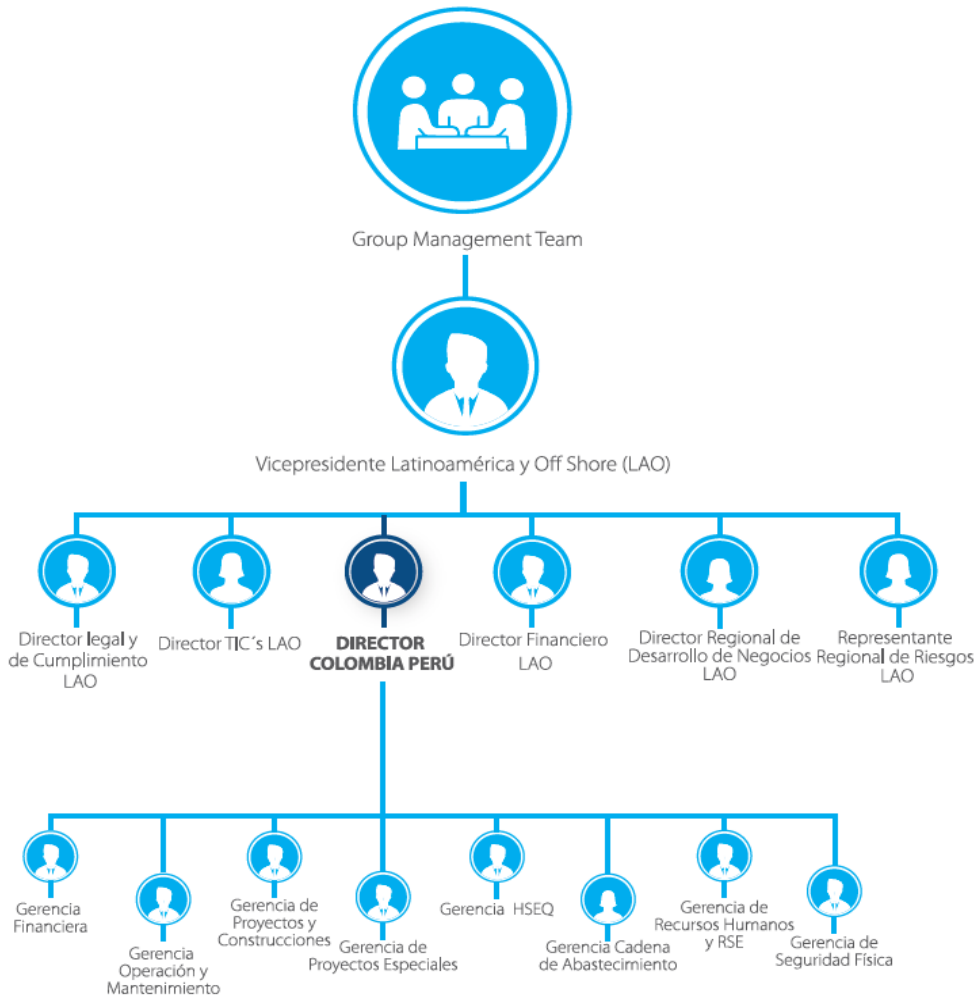 Group Management Team
Vicepresidente Latinoamérica y Off Shore (LAO)
Director legal y
de Cumplimiento
LAO
Director TIC´s LAO
DIRECTOR
COLOMBIA PERÚ
Director Financiero
LAO
Director Regional de
Desarrollo de Negocios
LAO
Representante
Regional de Riesgos
LAO
Gerencia
Financiera
Gerencia
Operación y
Mantenimiento
Gerencia de
Proyectos y
Construcciones
Gerencia de
Proyectos Especiales
Gerencia HSEQ
Gerencia Cadena
de Abastecimiento
Gerencia de
Recursos Humanos
y RSE
Gerencia de
Seguridad Física